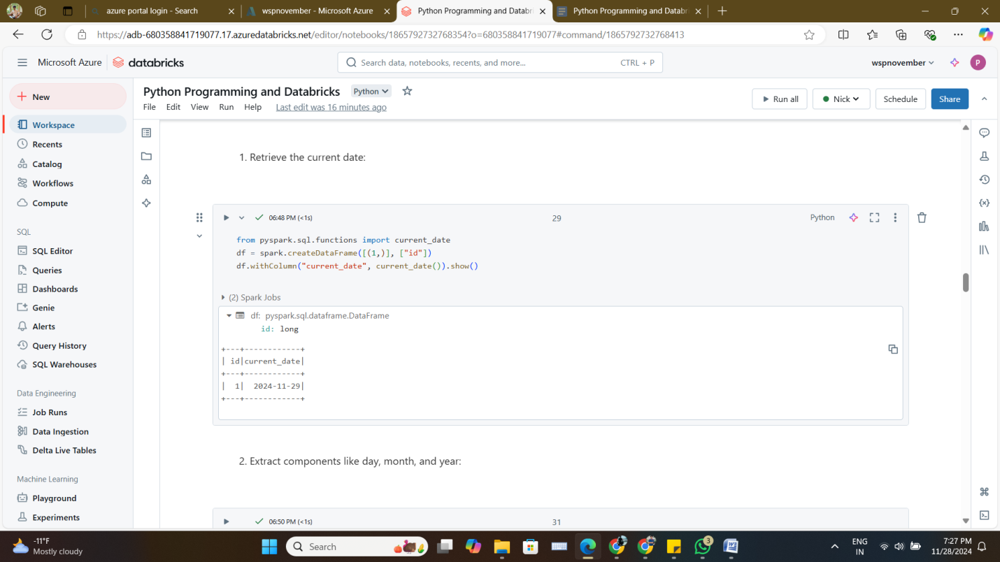 azure portal login - Search
wspnovember - Microsoft Azure
Python Programming and Databri
Python Programming and Databri
https://adb-680358841719077.17.azuredatabricks.net/editor/notebooks/1865792732768354?o=680358841719077#command/1865792732768413
Microsoft Azure
databricks
Search data, notebooks, recents, and more...
CTRL + P
wspnovember
P
New
Workspace
Recents
Catalog
Workflows
Compute
SQL
SQL Editor
Queries
Dashboards
Genie
Alerts
Query History
SQL Warehouses
Data Engineering
Job Runs
Data Ingestion
Delta Live Tables
Machine Learning
Playground
Experiments
Python Programming and Databricks
Python
File Edit View Run Help Last edit was 16 minutes ago
Run all
Nick
Schedule
Share
1. Retrieve the current date:
06:48 PM (<1s)
29
Python
from pyspark.sql.functions import current_date
df = spark.createDataFrame([(1,)], ["id"])
df.withColumn("current_date", current_date()).show()
(2) Spark Jobs
df: pyspark.sql.dataframe.DataFrame
id: long
+---+------------+
| id|current_date|
+---+------------+
|  1|  2024-11-29|
+---+------------+
2. Extract components like day, month, and year:
06:50 PM (<1s)
31
-11°F
Mostly cloudy
Search
3
ENG
IN
7:27 PM
11/28/2024